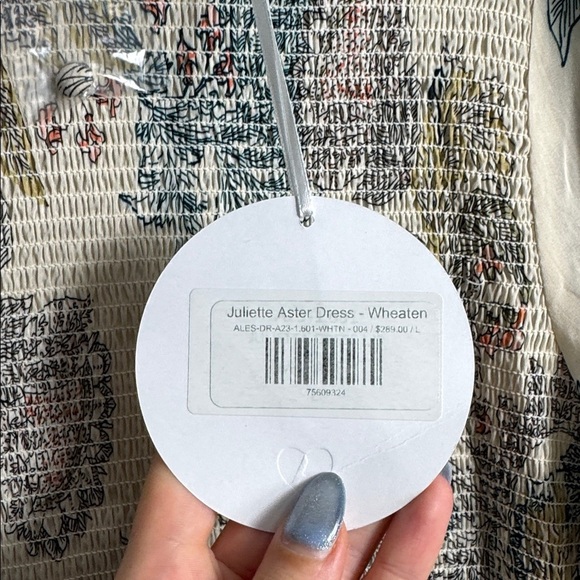 Juliette Aster Dress - Wheaten
ALES-DR-A23-1.601-WHTN - 004 / $289.00 / L
75609324